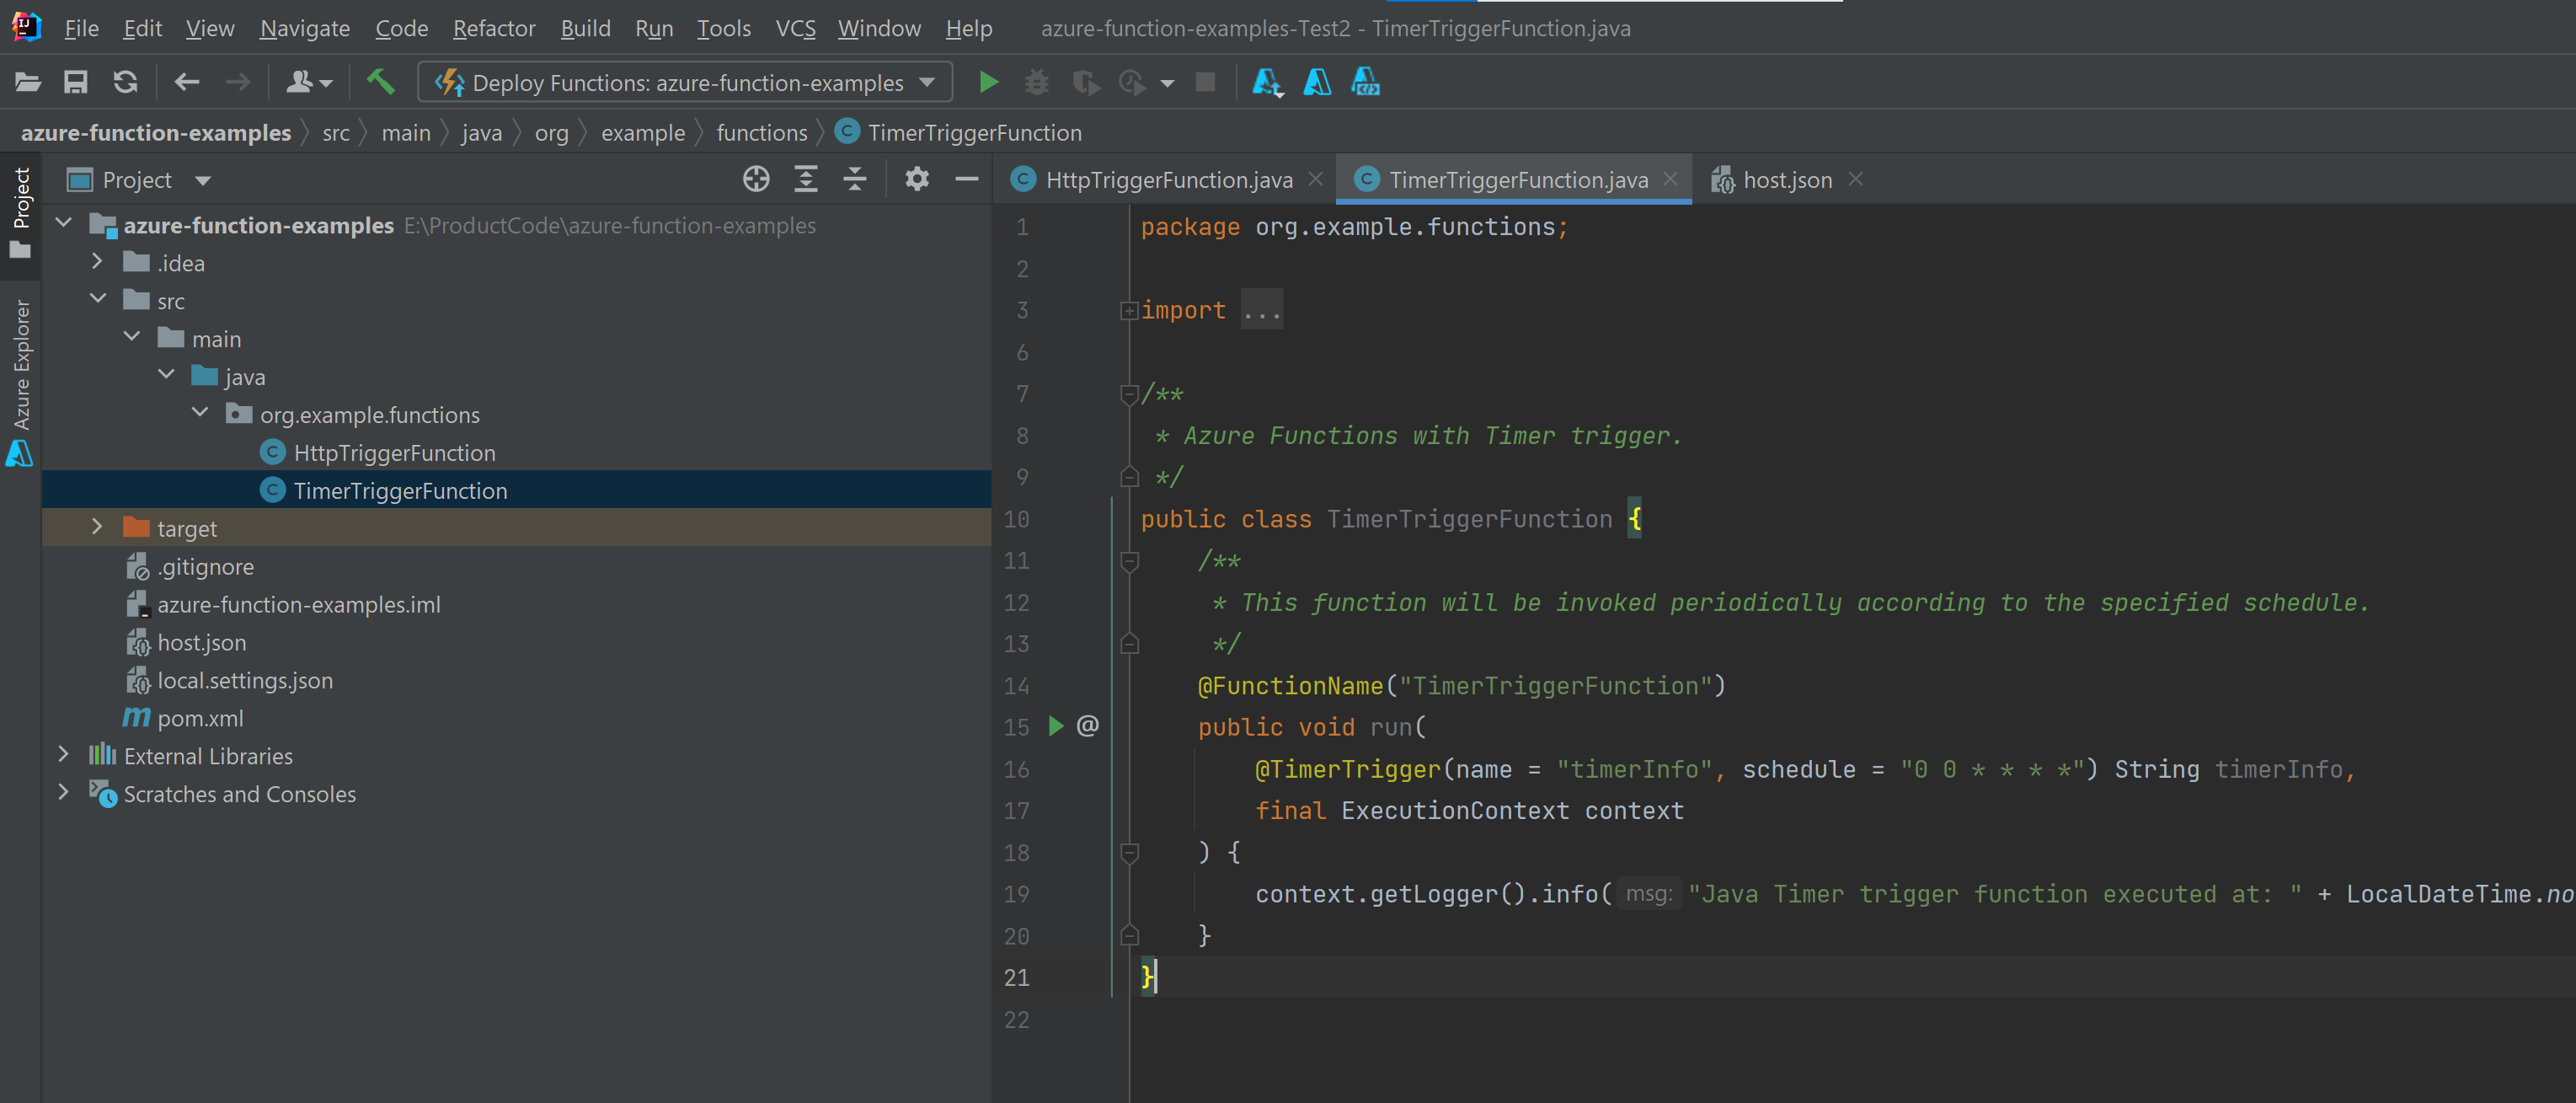 File Edit View Navigate Code Refactor Build Run Tools VCS Window Help azure-function-examples-Test2 - TimerTriggerFunction.java
Deploy Functions: azure-function-examples
azure-function-examples src main java org example functions TimerTriggerFunction
Project
Azure Explorer
Project
azure-function-examples E:\ProductCode\azure-function-examples
.idea
src
main
java
org.example.functions
HttpTriggerFunction
TimerTriggerFunction
target
.gitignore
azure-function-examples.iml
host.json
local.settings.json
pom.xml
External Libraries
Scratches and Consoles
HttpTriggerFunction.java TimerTriggerFunction.java host.json
1 package org.example.functions;
2
3 import ...
6
7 /**
8 * Azure Functions with Timer trigger.
9 */
10 public class TimerTriggerFunction {
11 /**
12 * This function will be invoked periodically according to the specified schedule.
13 */
14 @FunctionName("TimerTriggerFunction")
15 @ public void run(
16 @TimerTrigger(name = "timerInfo", schedule = "0 0 * * * *") String timerInfo,
17 final ExecutionContext context
18 ) {
19 context.getLogger().info( msg: "Java Timer trigger function executed at: " + LocalDateTime.no
20 }
21 }
22